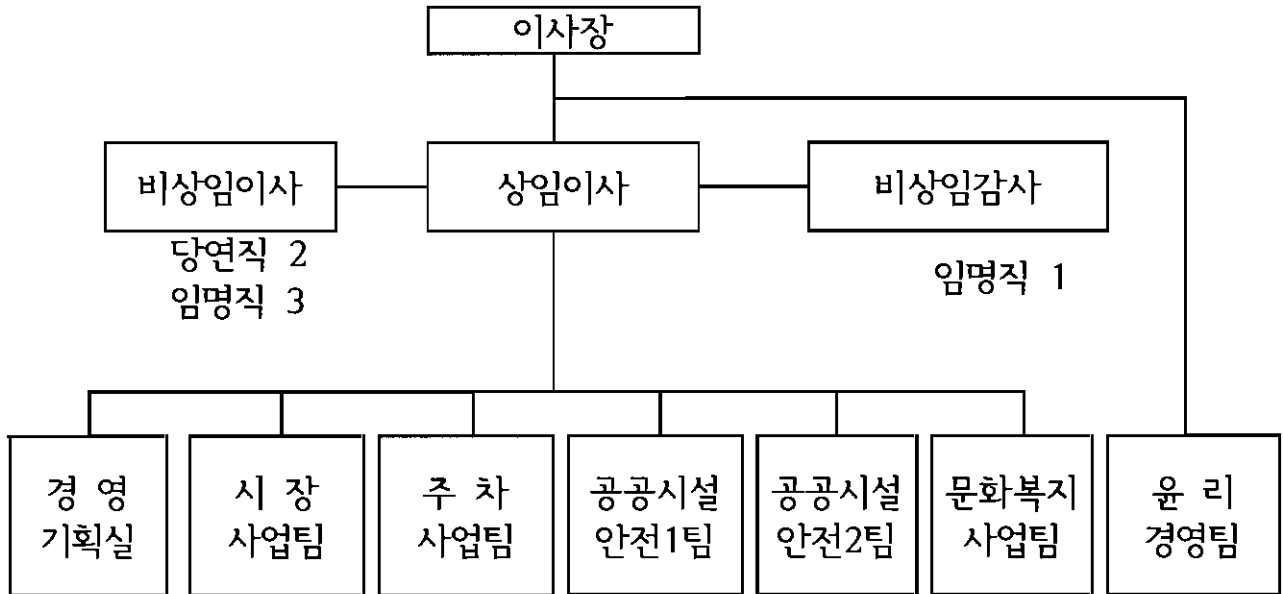 이사장
비상임이사
상임이사
비상임감사
당연직 2
임명직 3
임명직 1
경 영
기획실
시 장
사업팀
주 차
사업팀
공공시설
안전1팀
공공시설
안전2팀
문화복지
사업팀
윤 리
경영팀